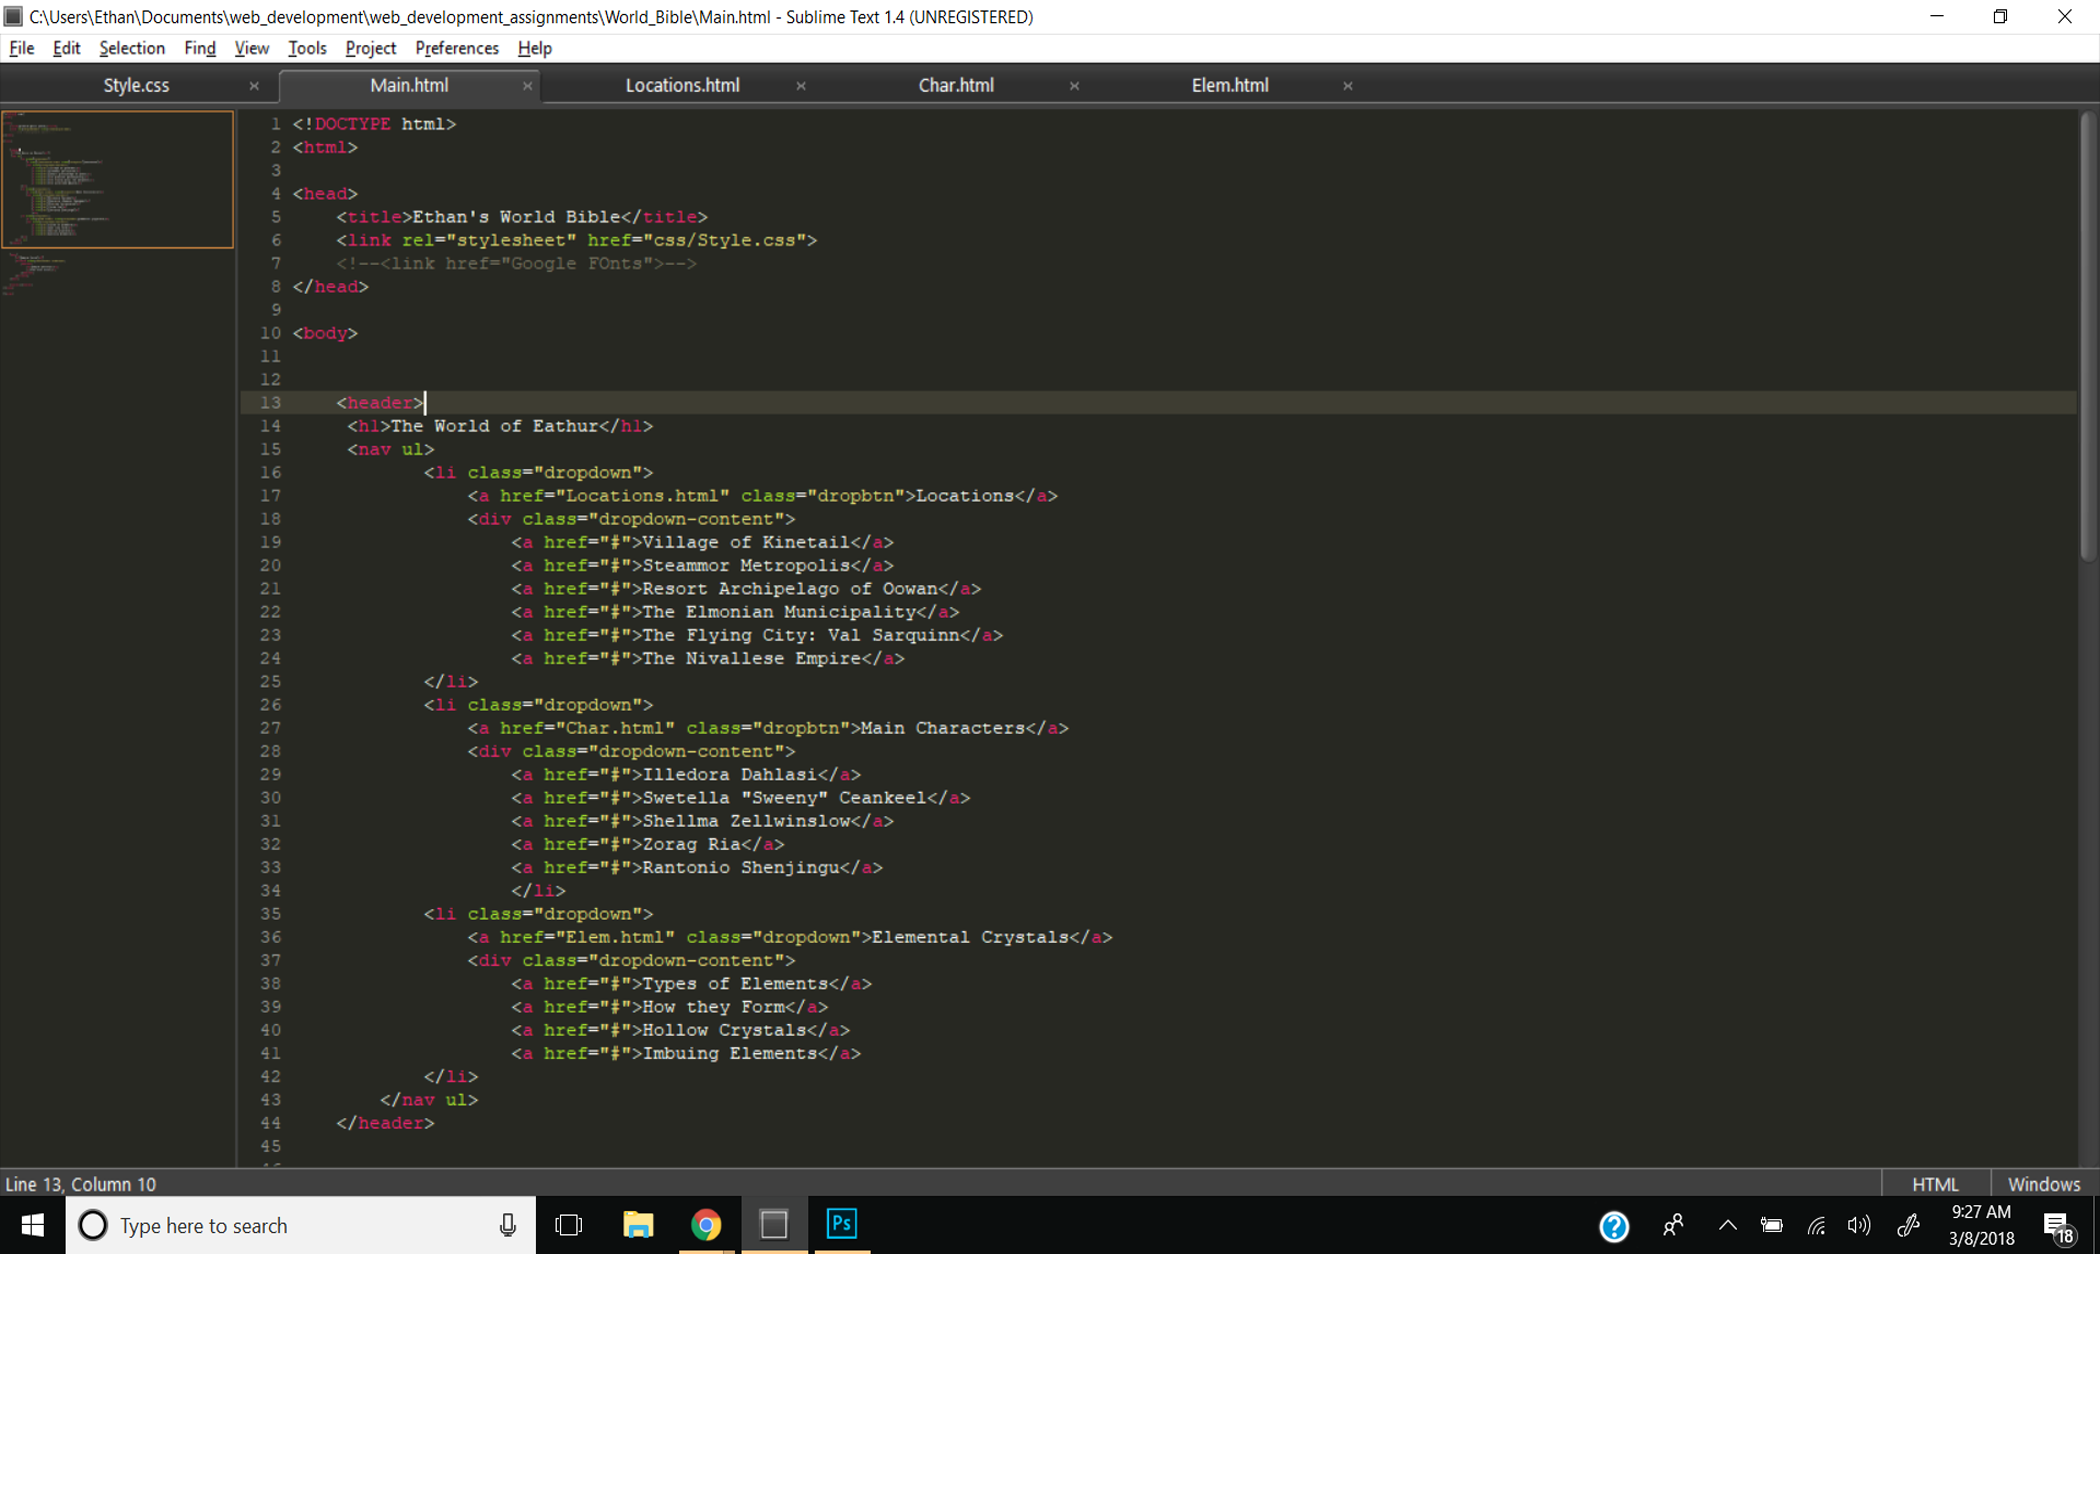 C:\Users\Ethan\Documents\web_development\web_development_assignments\World_Bible\Main.html - Sublime Text 1.4 (UNREGISTERED)
File Edit Selection Find View Tools Project Preferences Help
Style.css × Main.html × Locations.html × Char.html × Elem.html ×
1 <!DOCTYPE html>
2 <html>
3
4 <head>
5 <title>Ethan's World Bible</title>
6 <link rel="stylesheet" href="css/Style.css">
7 <!--<link href="Google FOnts">-->
8 </head>
9
10 <body>
11
12
13 <header>
14 <h1>The World of Eathur</h1>
15 <nav ul>
16 <li class="dropdown">
17 <a href="Locations.html" class="dropbtn">Locations</a>
18 <div class="dropdown-content">
19 <a href="#">Village of Kinetail</a>
20 <a href="#">Steammor Metropolis</a>
21 <a href="#">Resort Archipelago of Oowan</a>
22 <a href="#">The Elmonian Municipality</a>
23 <a href="#">The Flying City: Val Sarquinn</a>
24 <a href="#">The Nivallese Empire</a>
25 </li>
26 <li class="dropdown">
27 <a href="Char.html" class="dropbtn">Main Characters</a>
28 <div class="dropdown-content">
29 <a href="#">Illedora Dahlasi</a>
30 <a href="#">Swetella "Sweeny" Ceankeel</a>
31 <a href="#">Shellma Zellwinslow</a>
32 <a href="#">Zorag Ria</a>
33 <a href="#">Rantonio Shenjingu</a>
34 </li>
35 <li class="dropdown">
36 <a href="Elem.html" class="dropdown">Elemental Crystals</a>
37 <div class="dropdown-content">
38 <a href="#">Types of Elements</a>
39 <a href="#">How they Form</a>
40 <a href="#">Hollow Crystals</a>
41 <a href="#">Imbuing Elements</a>
42 </li>
43 </nav ul>
44 </header>
45
Line 13, Column 10 HTML Windows
Type here to search Ps 9:27 AM
3/8/2018 18